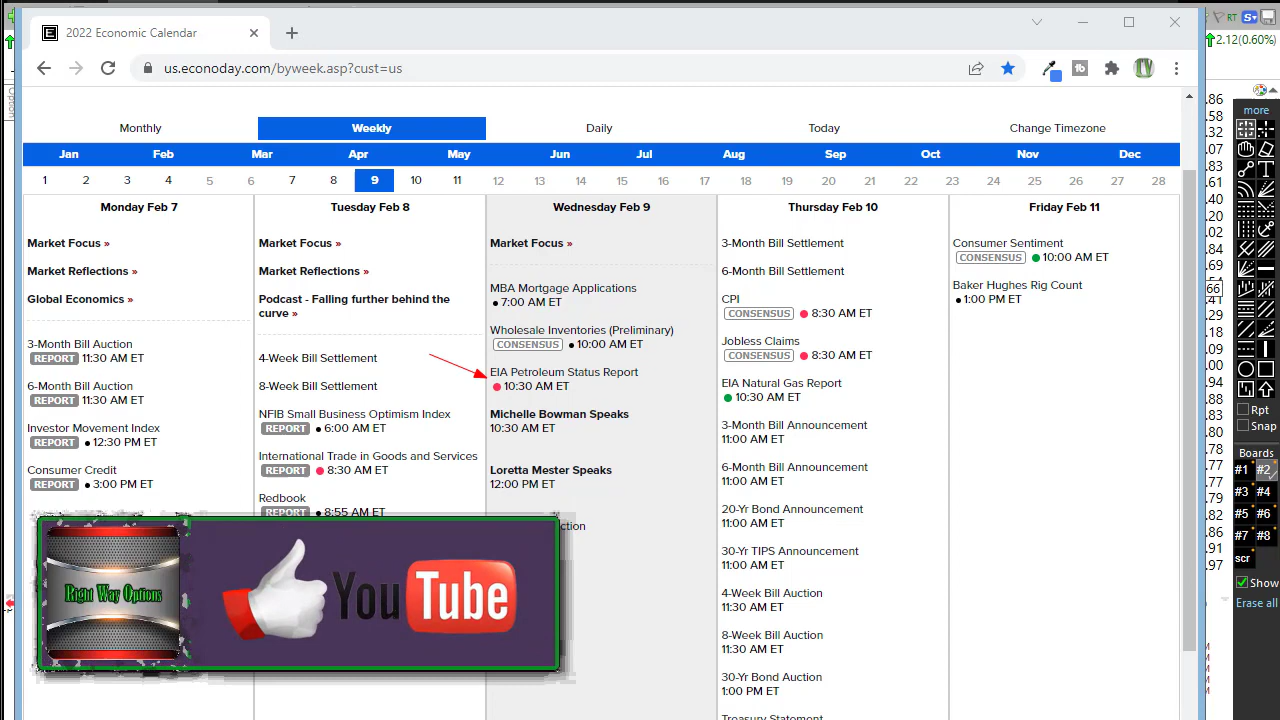 2022 Economic Calendar
us.econoday.com/byweek.asp?cust=us
RT
2.12(0.60%)
Monthly
Weekly
Daily
Today
Change Timezone
Jan Feb Mar Apr May Jun Jul Aug Sep Oct Nov Dec
1 2 3 4 5 6 7 8 9 10 11 12 13 14 15 16 17 18 19 20 21 22 23 24 25 26 27 28
Monday Feb 7
Market Focus »
Market Reflections »
Global Economics »
3-Month Bill Auction
REPORT 11:30 AM ET
6-Month Bill Auction
REPORT 11:30 AM ET
Investor Movement Index
REPORT • 12:30 PM ET
Consumer Credit
REPORT • 3:00 PM ET
Tuesday Feb 8
Market Focus »
Market Reflections »
Podcast - Falling further behind the
curve »
4-Week Bill Settlement
8-Week Bill Settlement
NFIB Small Business Optimism Index
REPORT • 6:00 AM ET
International Trade in Goods and Services
REPORT • 8:30 AM ET
Redbook
REPORT • 8:55 AM ET
Wednesday Feb 9
Market Focus »
MBA Mortgage Applications
• 7:00 AM ET
Wholesale Inventories (Preliminary)
CONSENSUS • 10:00 AM ET
EIA Petroleum Status Report
• 10:30 AM ET
Michelle Bowman Speaks
10:30 AM ET
Loretta Mester Speaks
12:00 PM ET
ction
Thursday Feb 10
3-Month Bill Settlement
6-Month Bill Settlement
CPI
CONSENSUS • 8:30 AM ET
Jobless Claims
CONSENSUS • 8:30 AM ET
EIA Natural Gas Report
• 10:30 AM ET
3-Month Bill Announcement
11:00 AM ET
6-Month Bill Announcement
11:00 AM ET
20-Yr Bond Announcement
11:00 AM ET
30-Yr TIPS Announcement
11:00 AM ET
4-Week Bill Auction
11:30 AM ET
8-Week Bill Auction
11:30 AM ET
30-Yr Bond Auction
1:00 PM ET
Treasury Statement
Friday Feb 11
Consumer Sentiment
CONSENSUS • 10:00 AM ET
Baker Hughes Rig Count
• 1:00 PM ET
Right Way Options
YouTube
more
Rpt
Snap
Boards
#1 #2
#3 #4
#5 #6
#7 #8
scr
Show
Erase all